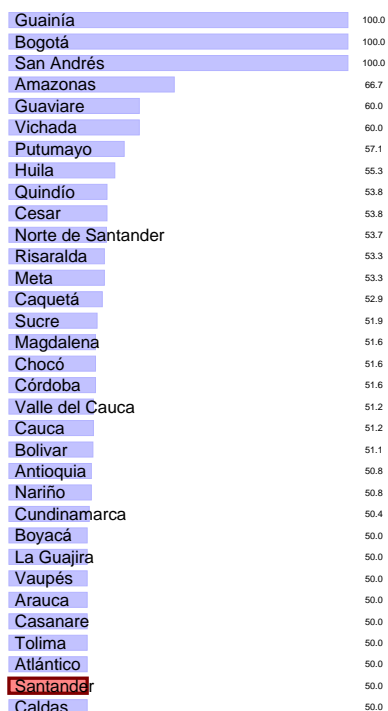 Guainía 100.0
Bogotá 100.0
San Andrés 100.0
Amazonas 66.7
Guaviare 60.0
Vichada 60.0
Putumayo 57.1
Huila 55.3
Quindío 53.8
Cesar 53.8
Norte de Santander 53.7
Risaralda 53.3
Meta 53.3
Caquetá 52.9
Sucre 51.9
Magdalena 51.6
Chocó 51.6
Córdoba 51.6
Valle del Cauca 51.2
Cauca 51.2
Bolivar 51.1
Antioquia 50.8
Nariño 50.8
Cundinamarca 50.4
Boyacá 50.0
La Guajira 50.0
Vaupés 50.0
Arauca 50.0
Casanare 50.0
Tolima 50.0
Atlántico 50.0
Santander 50.0
Caldas 50.0